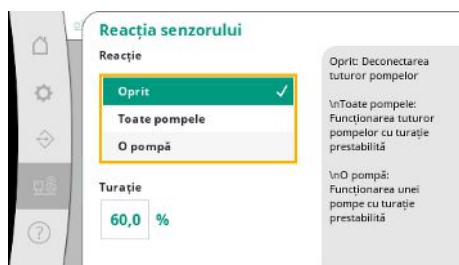 Reacția senzorului
Reacție
Oprit
Toate pompele
O pompă
Turație
60,0 %
Oprit: Deconectarea
tuturor pompelor
\nToate pompele:
Funcționarea tuturor
pompelor cu turație
prestabilită
\nO pompă:
Funcționarea unei
pompe cu turație
prestabilită